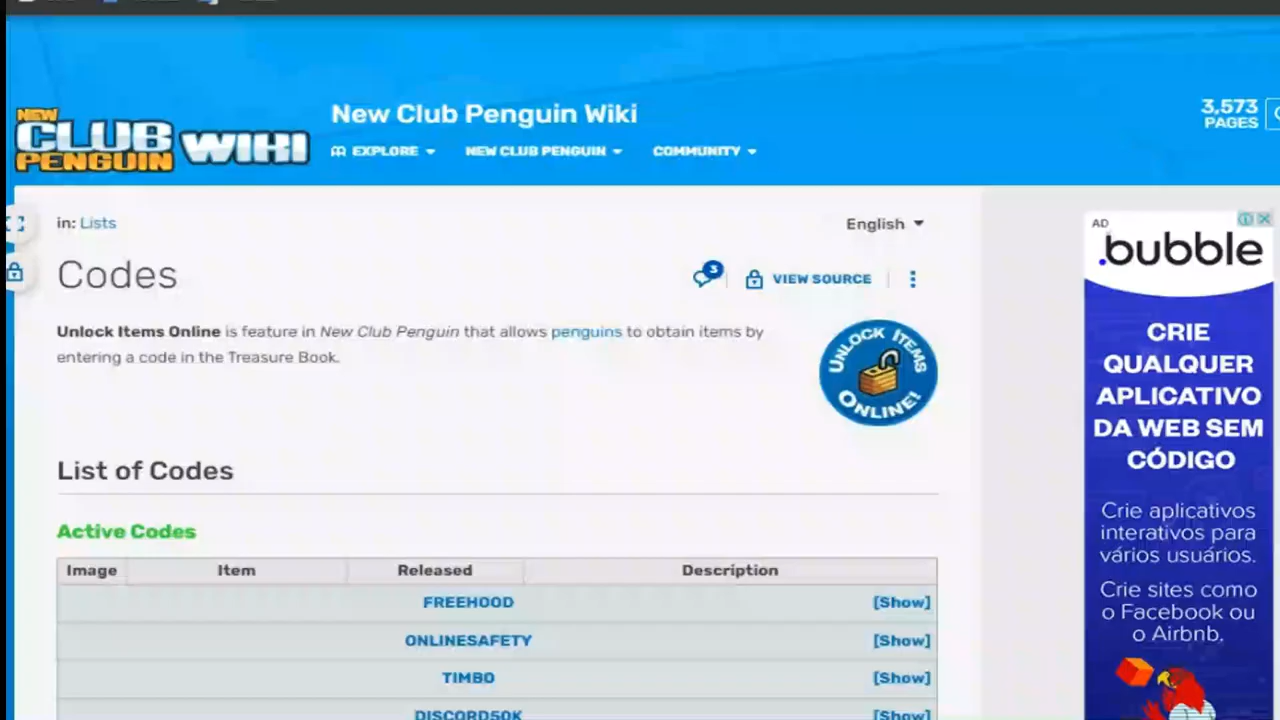 New Club Penguin Wiki
3,573
PAGES
NEW
CLUB
PENGUIN
WIKI
EXPLORE
NEW CLUB PENGUIN
COMMUNITY
in: Lists
English
Codes
3
VIEW SOURCE
Unlock Items Online is feature in New Club Penguin that allows penguins to obtain items by
entering a code in the Treasure Book.
UNLOCK ITEMS
ONLINE!
List of Codes
Active Codes
Image Item Released Description
FREEHOOD [Show]
ONLINESAFETY [Show]
TIMBO [Show]
DISCORD50K [Show]
AD
.bubble
CRIE
QUALQUER
APLICATIVO
DA WEB SEM
CÓDIGO
Crie aplicativos
interativos para
vários usuários.
Crie sites como
o Facebook ou
o Airbnb.